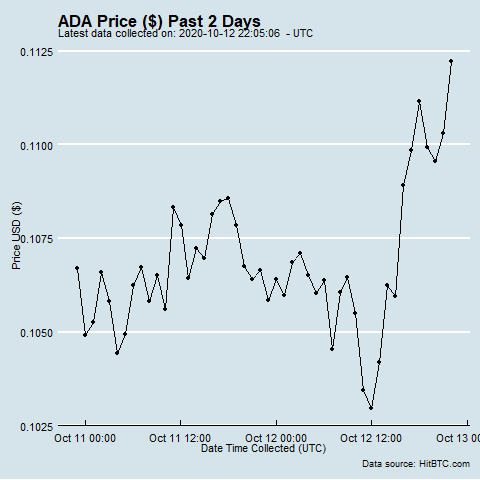 ADA Price ($) Past 2 Days
Latest data collected on: 2020-10-12 22:05:06 - UTC
Price USD ($)
0.1125
0.1100
0.1075
0.1050
0.1025
Oct 11 00:00 Oct 11 12:00 Oct 12 00:00 Oct 12 12:00 Oct 13 0
Date Time Collected (UTC)
Data source: HitBTC.com